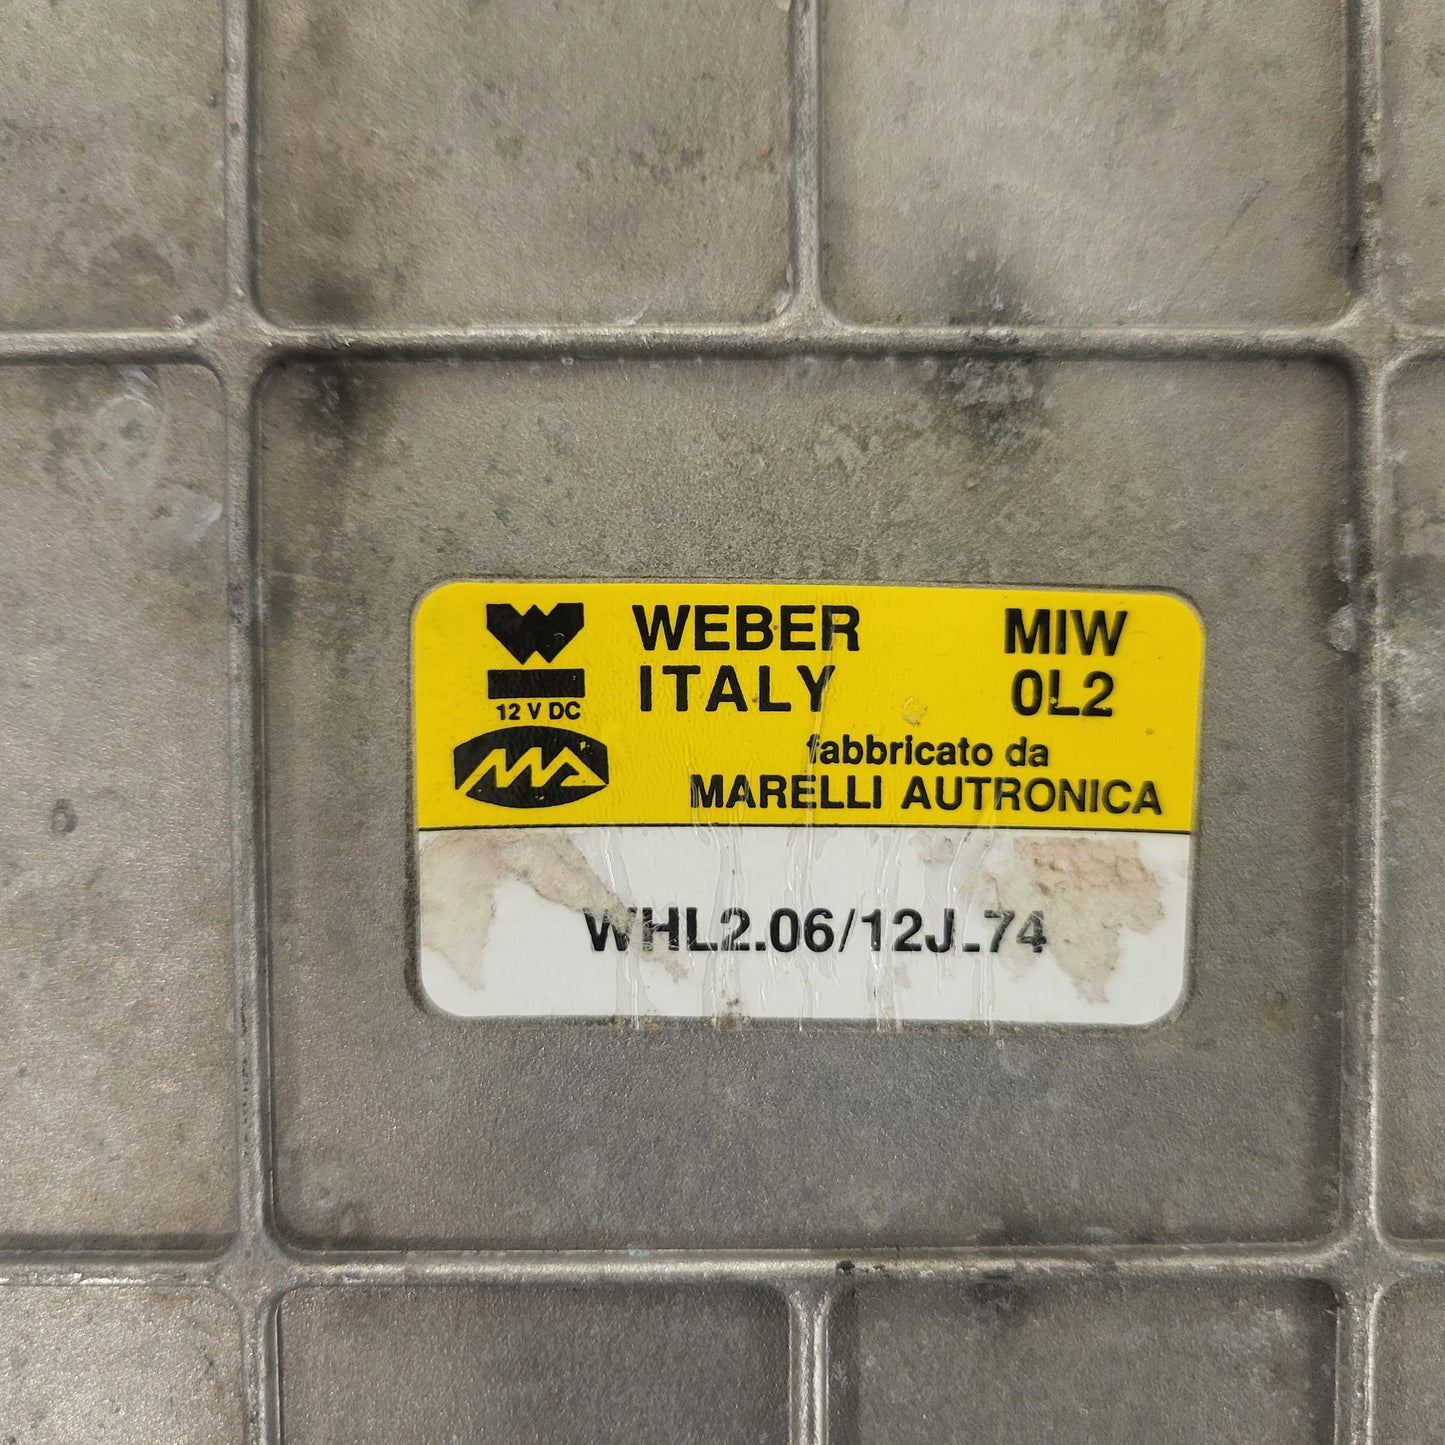 WEBER MIW
ITALY 0L2
12 V DC
fabbricato da
MARELLI AUTRONICA
WHL2.06/12J.74